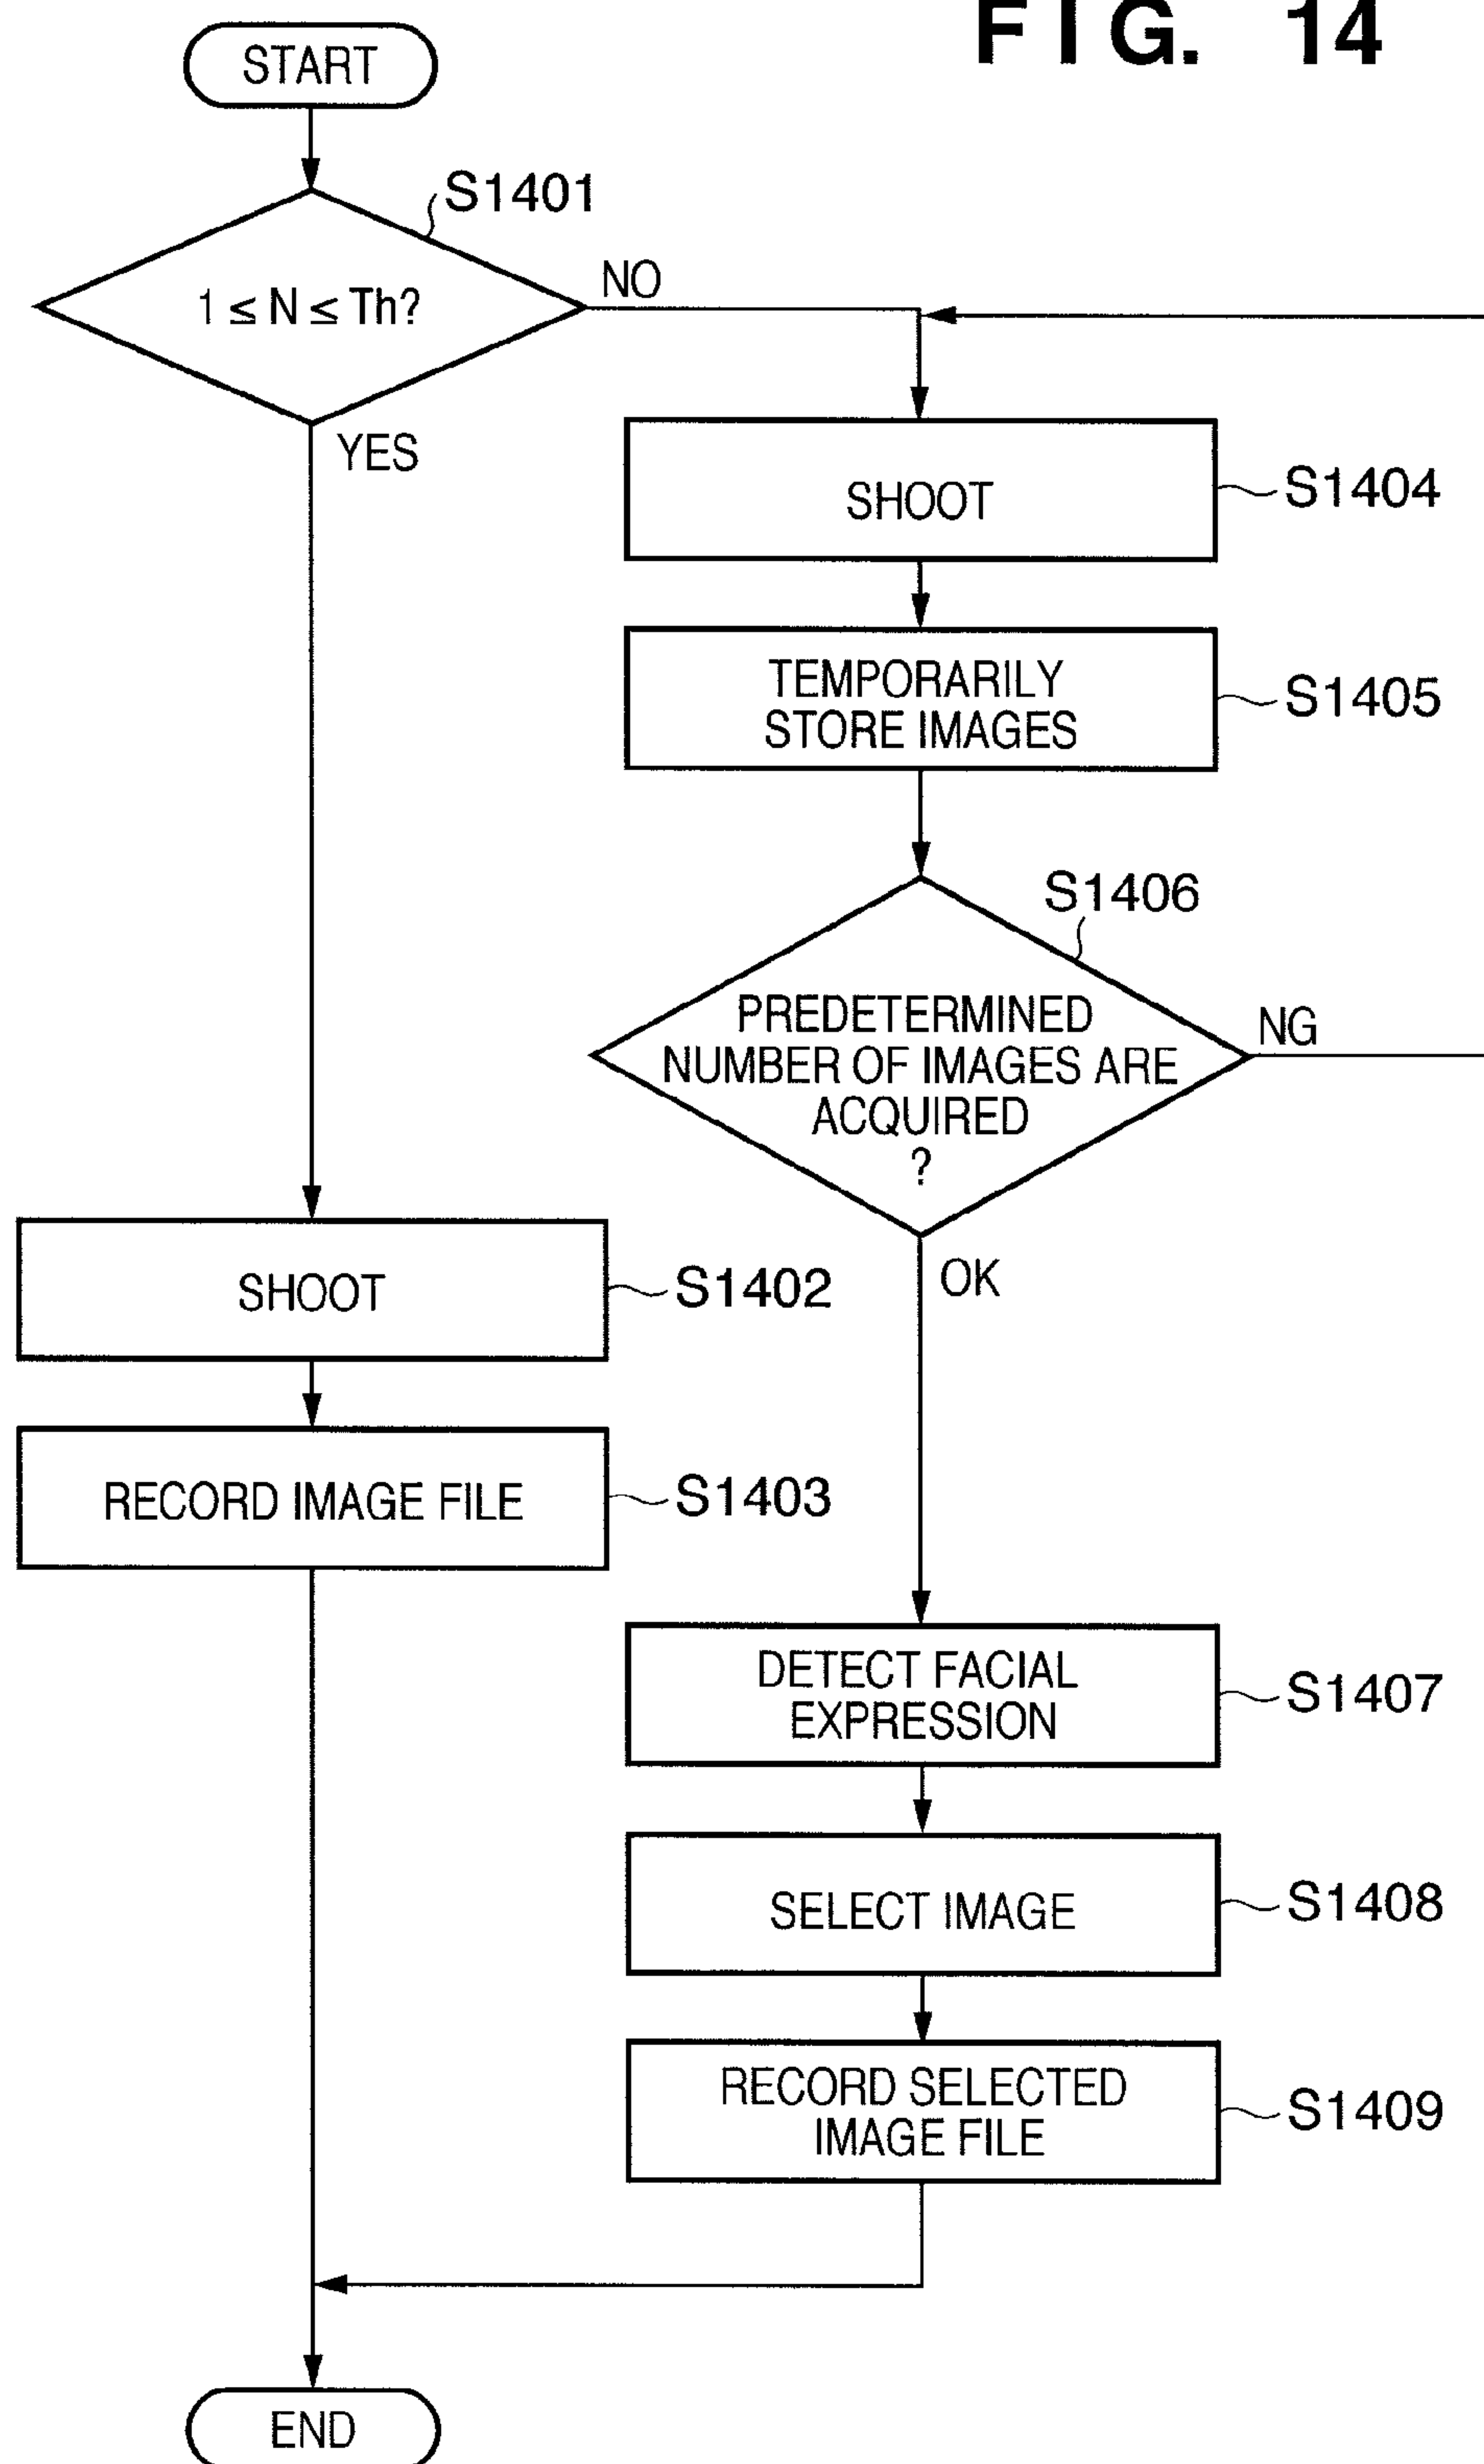 FIG. 14
START
S1401
1 ≤ N ≤ Th?
NO
YES
SHOOT
S1404
TEMPORARILY
STORE IMAGES
S1405
S1406
PREDETERMINED
NUMBER OF IMAGES ARE
ACQUIRED
?
NG
OK
SHOOT
S1402
RECORD IMAGE FILE
S1403
DETECT FACIAL
EXPRESSION
S1407
SELECT IMAGE
S1408
RECORD SELECTED
IMAGE FILE
S1409
END